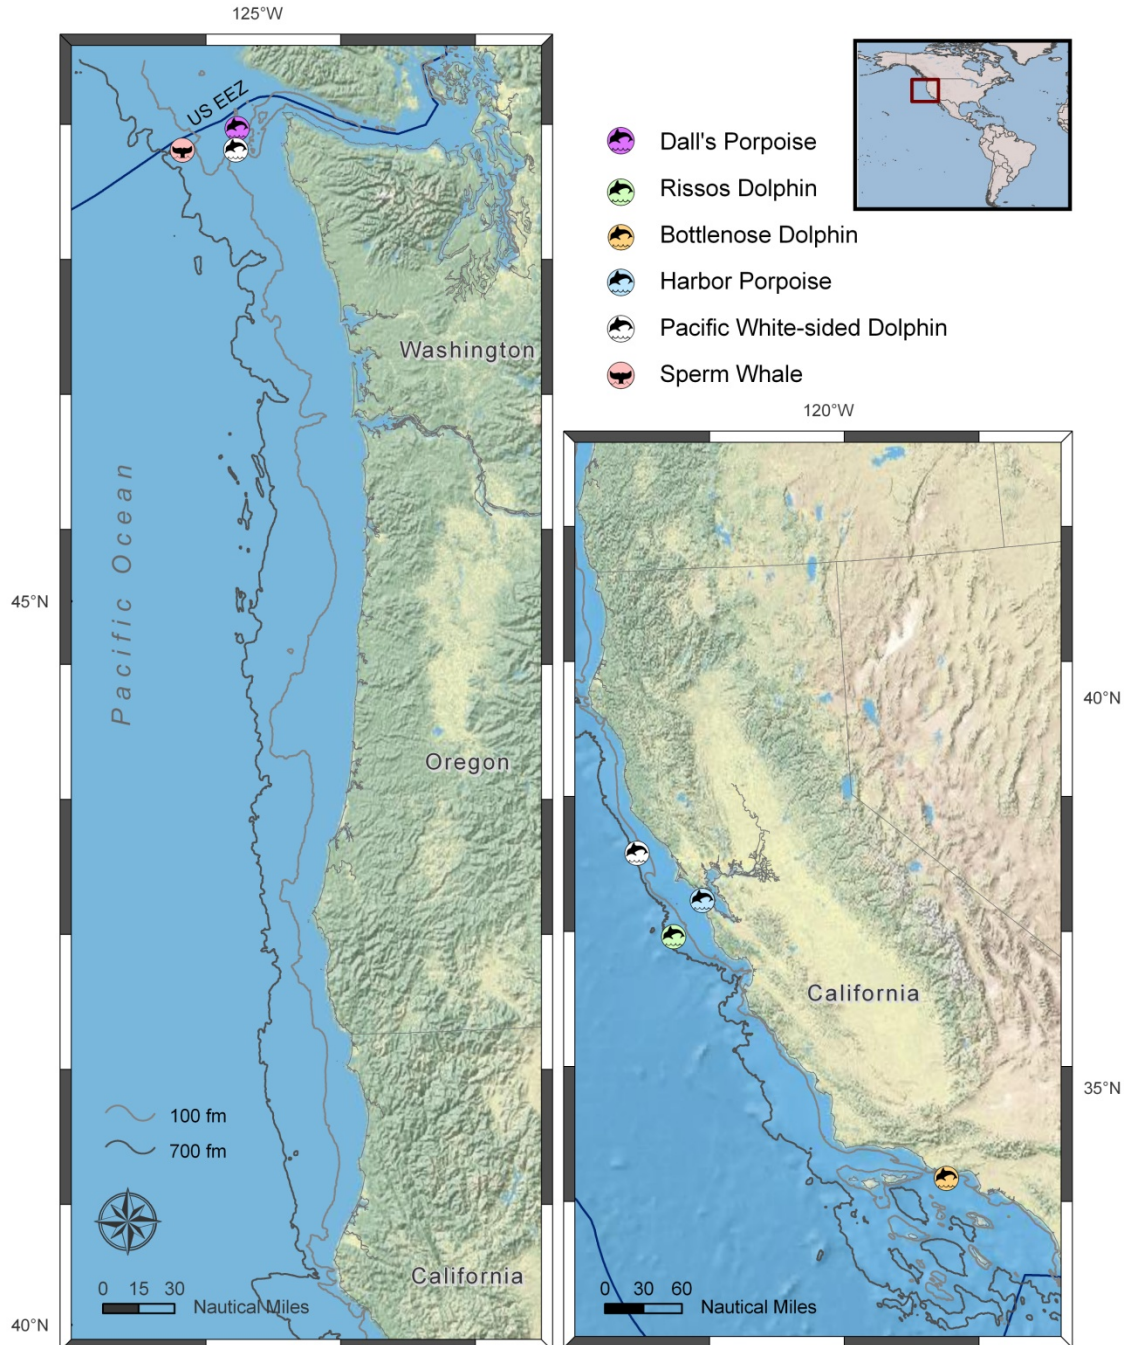 125°W
US EEZ
Washington
Pacific Ocean
45°N
Oregon
100 fm
700 fm
California
0 15 30
Nautical Miles
40°N
Dall's Porpoise
Rissos Dolphin
Bottlenose Dolphin
Harbor Porpoise
Pacific White-sided Dolphin
Sperm Whale
120°W
40°N
California
35°N
0 30 60
Nautical Miles